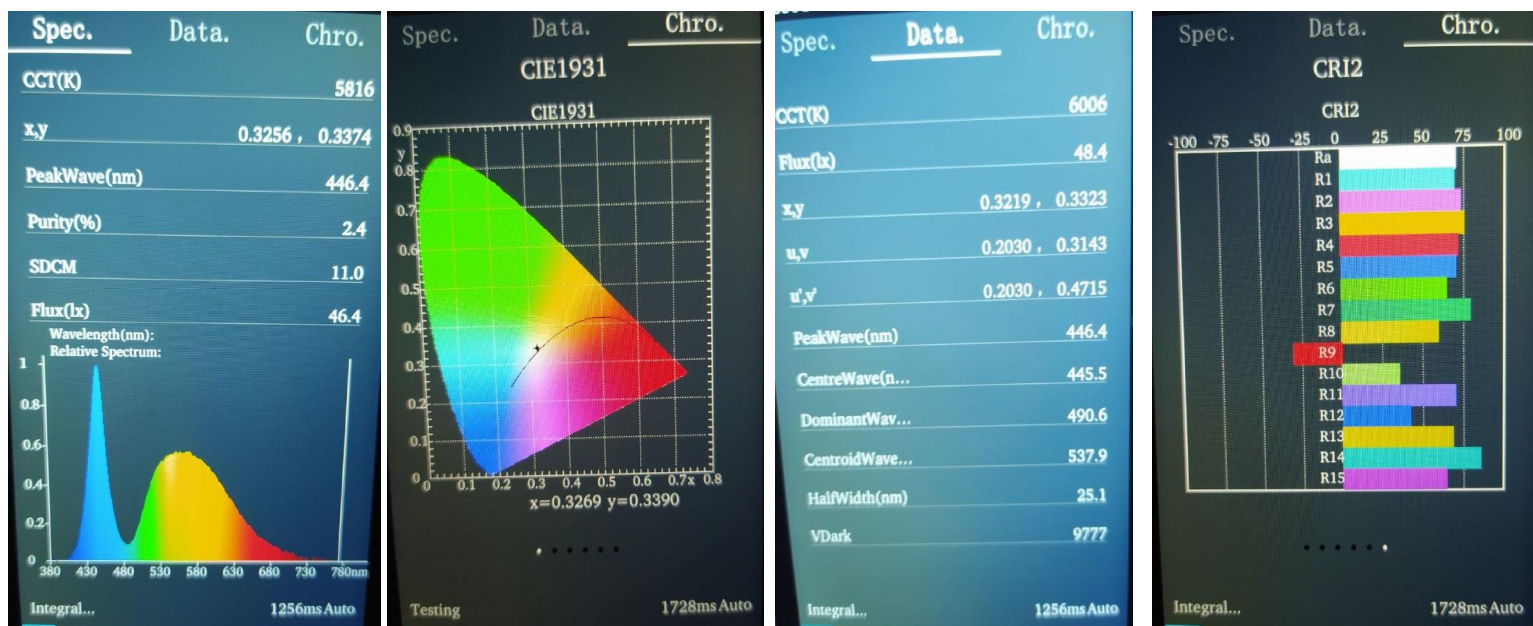 Spec. Data. Chro.
CCT(K) 5816
x,y 0.3256 , 0.3374
PeakWave(nm) 446.4
Purity(%) 2.4
SDCM 11.0
Flux(lx) 46.4
Wavelength(nm):
Relative Spectrum:
1
0.8
0.6
0.4
0.2
0
380 430 480 530 580 630 680 730 780nm
Integral... 1256ms Auto
Spec. Data. Chro.
CIE1931
CIE1931
0.9
y
0.8
0.7
0.6
0.5
0.4
0.3
0.2
0.1
0
0 0.1 0.2 0.3 0.4 0.5 0.6 0.7x 0.8
x=0.3269 y=0.3390
Testing 1728ms Auto
Spec. Data. Chro.
CCT(K) 6006
Flux(lx) 48.4
x,y 0.3219 , 0.3323
u,v 0.2030 , 0.3143
u',v' 0.2030 , 0.4715
PeakWave(nm) 446.4
CentreWave(n... 445.5
DominantWav... 490.6
CentroidWave... 537.9
HalfWidth(nm) 25.1
VDark 9777
Integral... 1256ms Auto
Spec. Data. Chro.
CRI2
CRI2
-100 -75 -50 -25 0 25 50 75 100
Ra
R1
R2
R3
R4
R5
R6
R7
R8
R9
R10
R11
R12
R13
R14
R15
Integral... 1728ms Auto